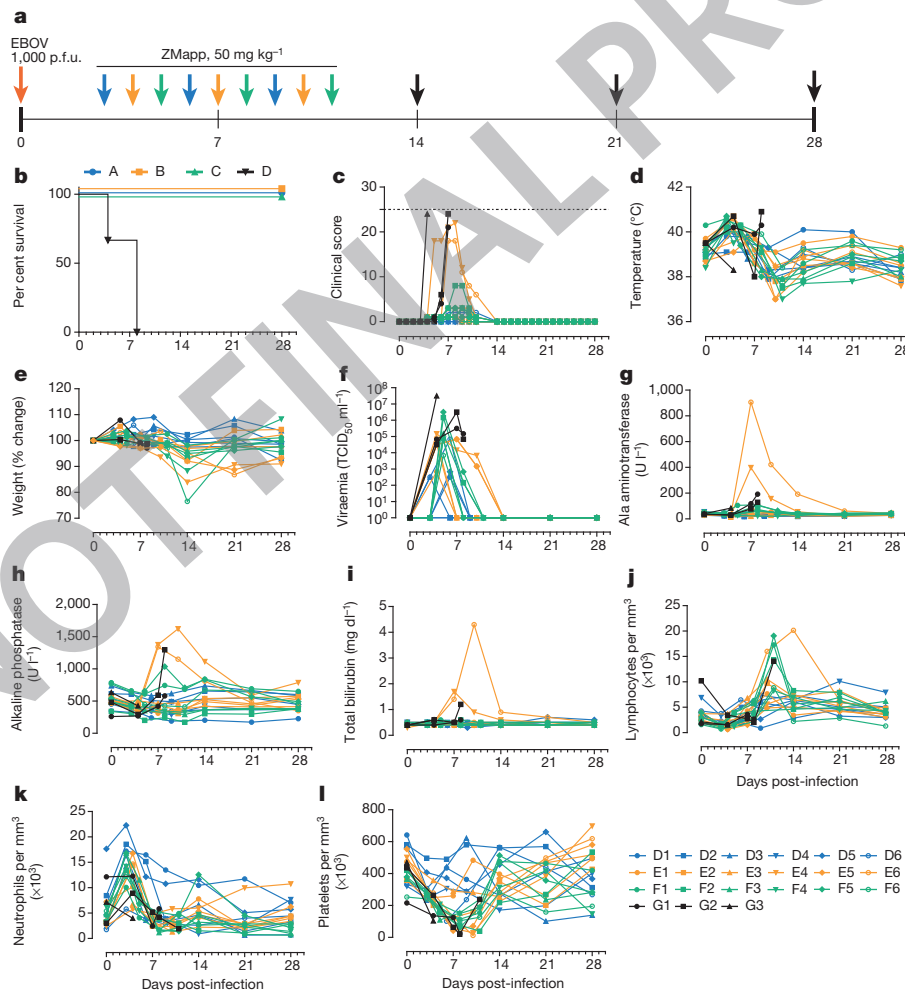 a
EBOV
1,000 p.f.u.
ZMapp, 50 mg kg⁻¹
0 7 14 21 28
b
A B C D
Per cent survival
100
50
0
0 7 14 21 28
c
Clinical score
30
20
10
0
0 7 14 21 28
d
Temperature (°C)
42
40
38
36
0 7 14 21 28
e
Weight (% change)
120
110
100
90
80
70
0 7 14 21 28
f
Viraemia (TCID₅₀ ml⁻¹)
10⁸
10⁷
10⁶
10⁵
10⁴
10³
10²
10¹
10⁰
0 7 14 21 28
g
Ala aminotransferase
(U l⁻¹)
1,000
800
600
400
200
0
0 7 14 21 28
h
Alkaline phosphatase
(U l⁻¹)
2,000
1,500
1,000
500
0
0 7 14 21 28
i
Total bilirubin (mg dl⁻¹)
5
4
3
2
1
0
0 7 14 21 28
j
Lymphocytes per mm³
(×10³)
25
20
15
10
5
0
0 7 14 21 28
Days post-infection
k
Neutrophils per mm³
(×10³)
25
20
15
10
5
0
0 7 14 21 28
Days post-infection
l
Platelets per mm³
(×10³)
800
600
400
200
0
0 7 14 21 28
Days post-infection
D1 D2 D3 D4 D5 D6
E1 E2 E3 E4 E5 E6
F1 F2 F3 F4 F5 F6
G1 G2 G3
NOT FINAL PRO